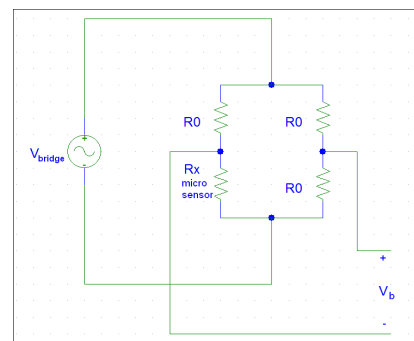 R0 R0
+
V bridge
-
Rx
micro
sensor
R0
+
V b
-